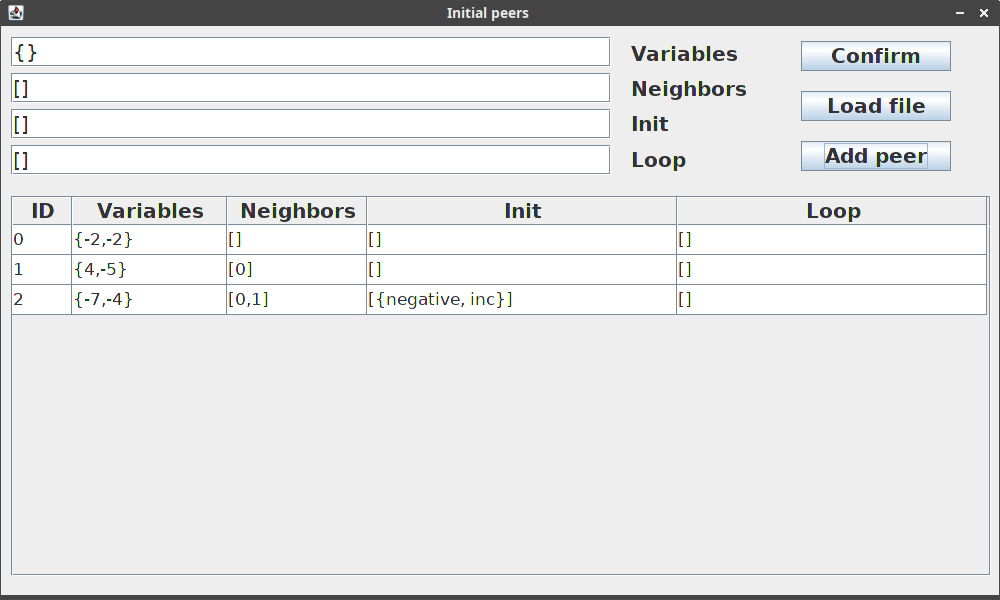 Initial peers
{} Variables Confirm
[] Neighbors Load file
[] Init
[] Loop Add peer
ID Variables Neighbors Init Loop
0 {-2,-2} [] [] []
1 {4,-5} [0] [] []
2 {-7,-4} [0,1] [{negative, inc}] []